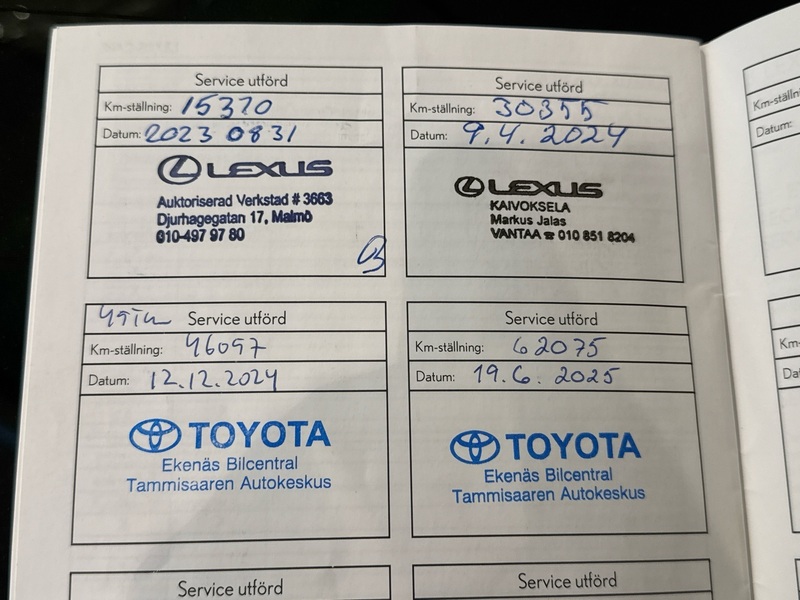 Service utförd
Km-ställning: 15370
Datum: 2023 0831
LEXUS
Auktoriserad Verkstad # 3663
Djurhagegatan 17, Malmö
010-497 97 80
Service utförd
Km-ställning: 30355
Datum: 9.4.2024
LEXUS
KAIVOKSELA
Markus Jalas
VANTAA ☎ 010 851 8204
Service utförd
Km-ställning: 46097
Datum: 12.12.2024
TOYOTA
Ekenäs Bilcentral
Tammisaaren Autokeskus
Service utförd
Km-ställning: 62075
Datum: 19.6.2025
TOYOTA
Ekenäs Bilcentral
Tammisaaren Autokeskus
Service utförd
Service utförd
Km-ställn
Datum: